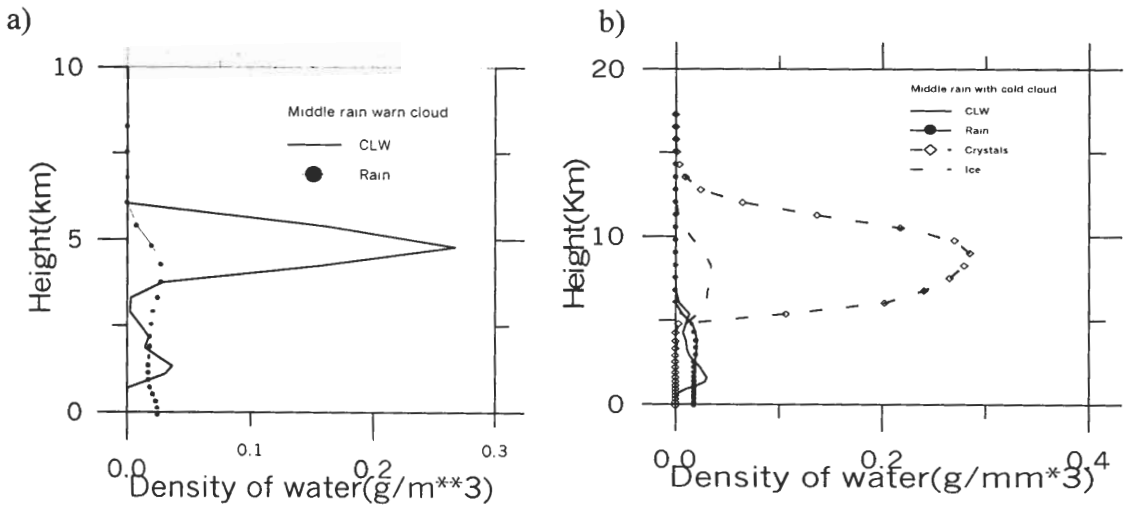 a)
10
Middle rain warn cloud
CLW
Rain
5
Height(km)
0
0.0
0.1
0.2
0.3
Density of water(g/m**3)
b)
20
Middle rain with cold cloud
CLW
Rain
Crystals
Ice
10
Height(Km)
0
0.0
0.2
0.4
Density of water(g/mm*3)